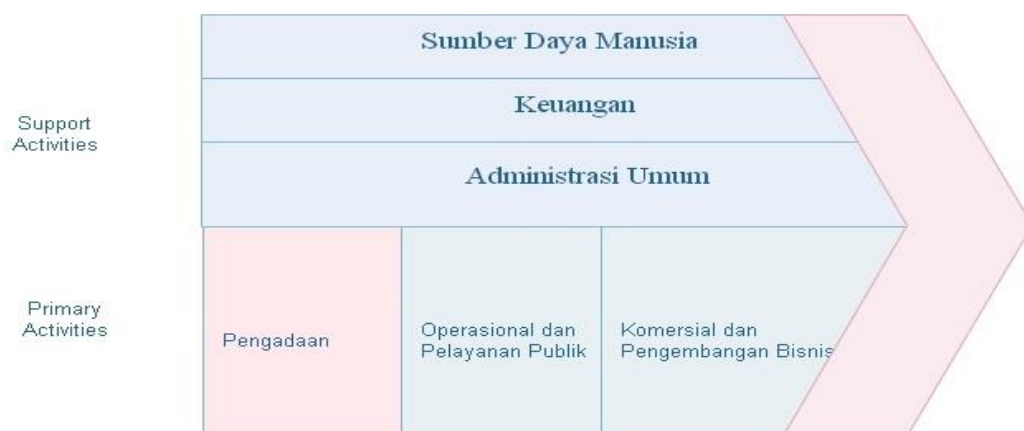 Sumber Daya Manusia
Keuangan
Support
Activities
Administrasi Umum
Primary
Activities
Pengadaan
Operasional dan
Pelayanan Publik
Komersial dan
Pengembangan Bisnis